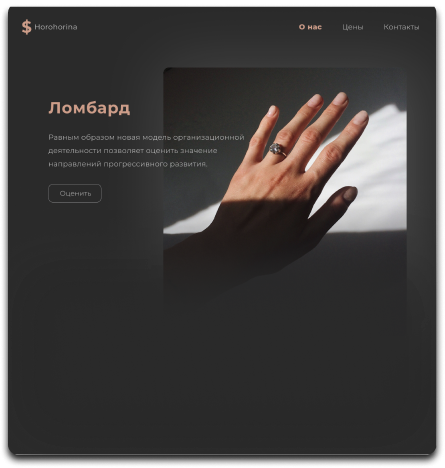 $ Horohorina
О нас
Цены
Контакты
Ломбард
Равным образом новая модель организационной
деятельности позволяет оценить значение
направлений прогрессивного развития.
Оценить